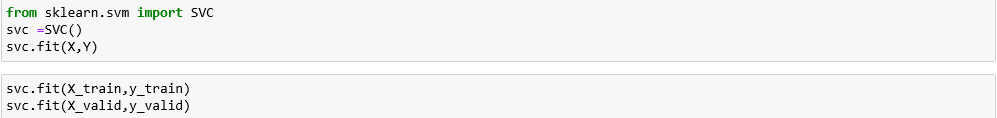 from sklearn.svm import SVC
svc =SVC()
svc.fit(X,Y)
svc.fit(X_train,y_train)
svc.fit(X_valid,y_valid)